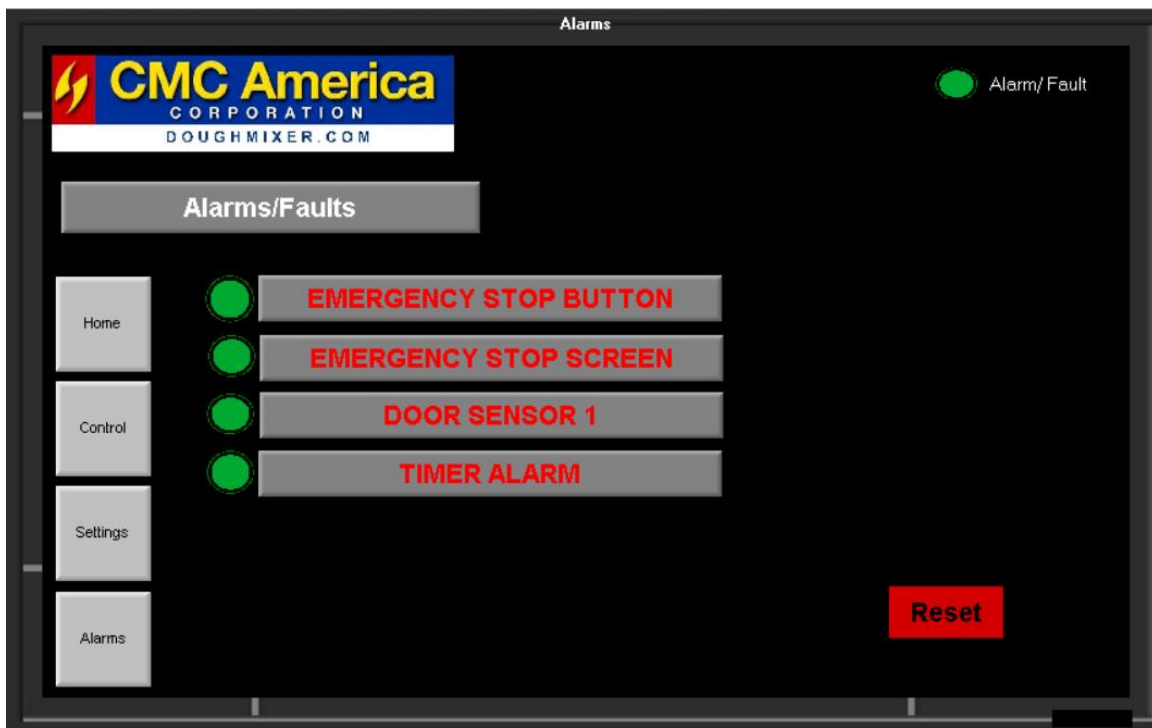 Alarms
CMC America
CORPORATION
DOUGHMIXER.COM
Alarm/ Fault
Alarms/Faults
Home
Control
Settings
Alarms
EMERGENCY STOP BUTTON
EMERGENCY STOP SCREEN
DOOR SENSOR 1
TIMER ALARM
Reset